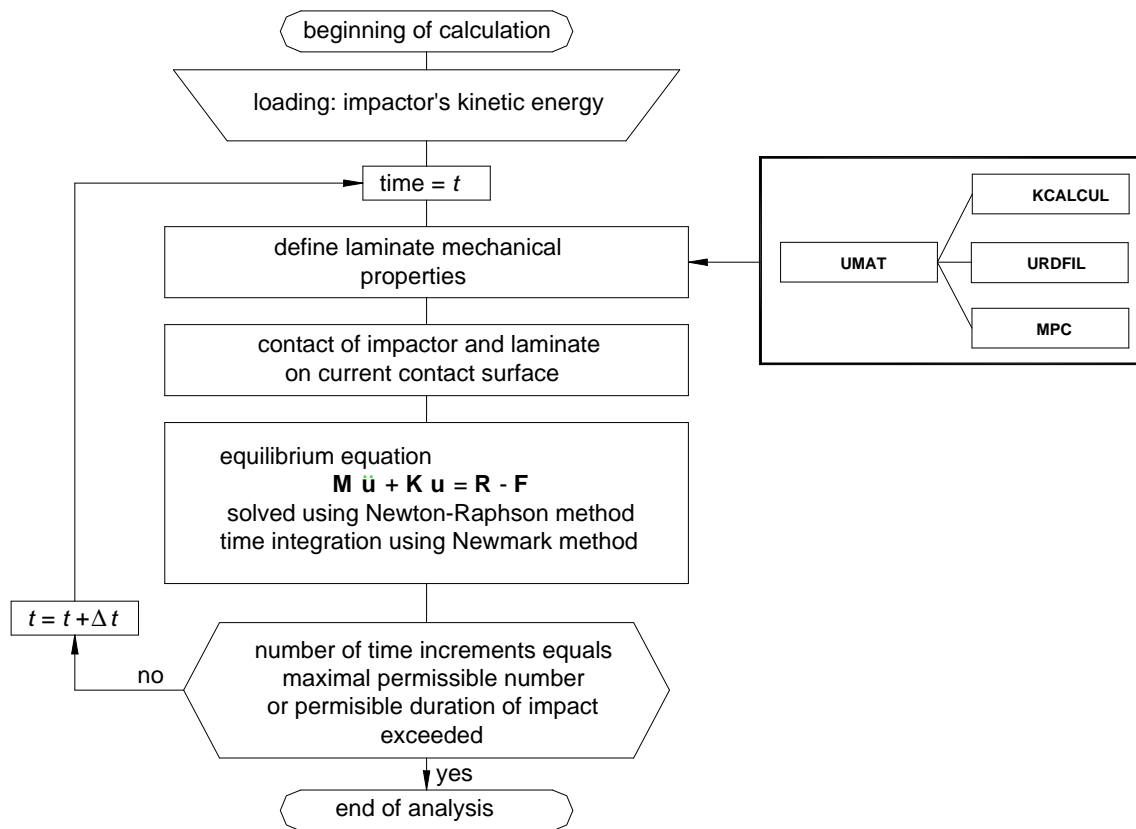 beginning of calculation
loading: impactor's kinetic energy
time = t
define laminate mechanical
properties
KCALCUL
UMAT
URDFIL
MPC
contact of impactor and laminate
on current contact surface
equilibrium equation
M ü + K u = R - F
solved using Newton-Raphson method
time integration using Newmark method
t = t + Δ t
no
number of time increments equals
maximal permissible number
or permisible duration of impact
exceeded
yes
end of analysis